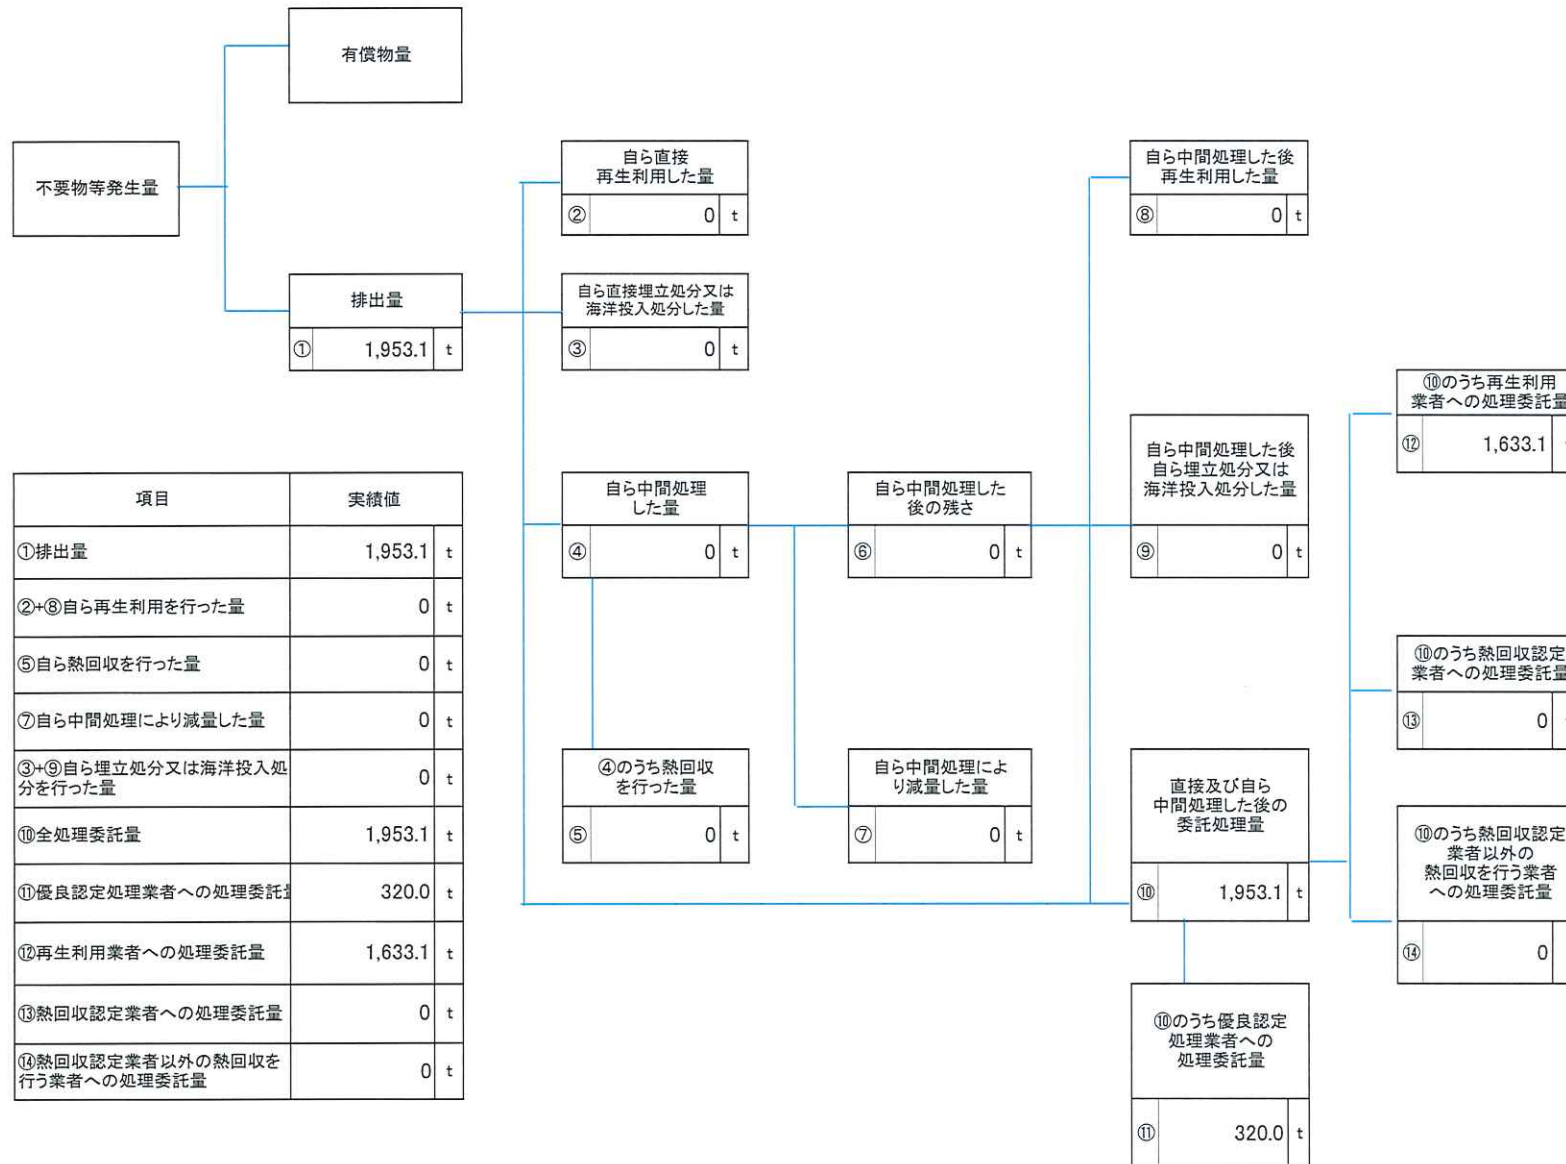 有償物量
不要物等発生量
排出量
① 1,953.1 t
自ら直接
再生利用した量
② 0 t
自ら直接埋立処分又は
海洋投入処分した量
③ 0 t
自ら中間処理
した量
④ 0 t
④のうち熱回収
を行った量
⑤ 0 t
自ら中間処理した
後の残さ
⑥ 0 t
自ら中間処理によ
り減量した量
⑦ 0 t
自ら中間処理した後
再生利用した量
⑧ 0 t
自ら中間処理した後
自ら埋立処分又は
海洋投入処分した量
⑨ 0 t
直接及び自ら
中間処理した後の
委託処理量
⑩ 1,953.1 t
⑩のうち優良認定
処理業者への
処理委託量
⑪ 320.0 t
⑩のうち再生利用
業者への処理委託量
⑫ 1,633.1
⑩のうち熱回収認定
業者への処理委託量
⑬ 0
⑩のうち熱回収認定
業者以外の
熱回収を行う業者
への処理委託量
⑭ 0
項目 実績値
①排出量 1,953.1 t
②+⑧自ら再生利用を行った量 0 t
⑤自ら熱回収を行った量 0 t
⑦自ら中間処理により減量した量 0 t
③+⑨自ら埋立処分又は海洋投入処
分を行った量 0 t
⑩全処理委託量 1,953.1 t
⑪優良認定処理業者への処理委託 320.0 t
⑫再生利用業者への処理委託量 1,633.1 t
⑬熱回収認定業者への処理委託量 0 t
⑭熱回収認定業者以外の熱回収を
行う業者への処理委託量 0 t